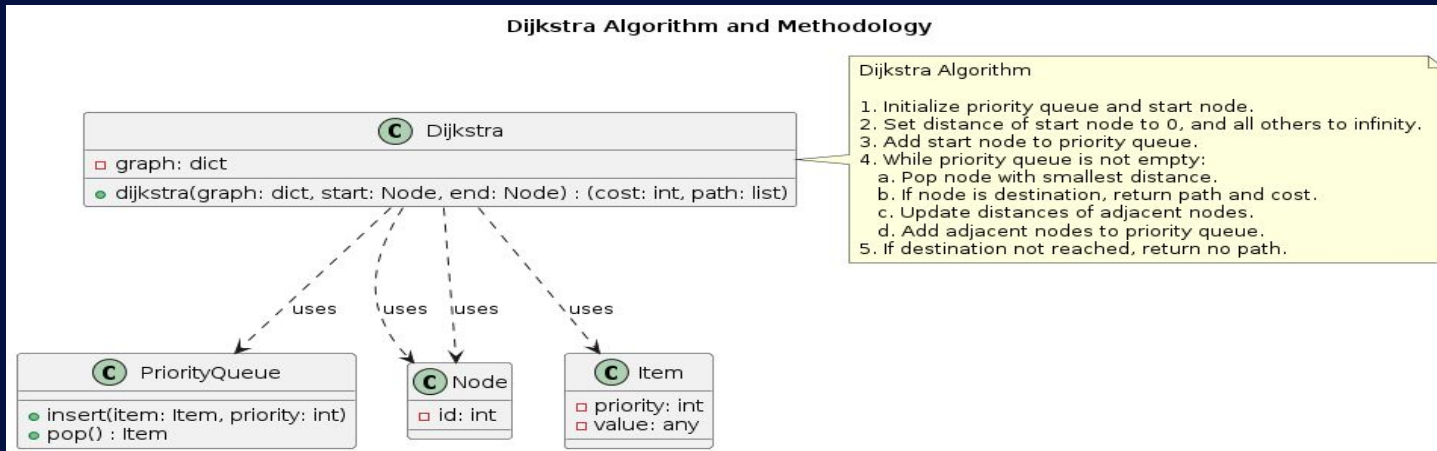 Dijkstra Algorithm and Methodology
Dijkstra Algorithm
1. Initialize priority queue and start node.
2. Set distance of start node to 0, and all others to infinity.
3. Add start node to priority queue.
4. While priority queue is not empty:
a. Pop node with smallest distance.
b. If node is destination, return path and cost.
c. Update distances of adjacent nodes.
d. Add adjacent nodes to priority queue.
5. If destination not reached, return no path.
C Dijkstra
graph: dict
dijkstra(graph: dict, start: Node, end: Node) : (cost: int, path: list)
uses
uses
uses
uses
C PriorityQueue
insert(item: Item, priority: int)
pop() : Item
C Node
id: int
C Item
priority: int
value: any